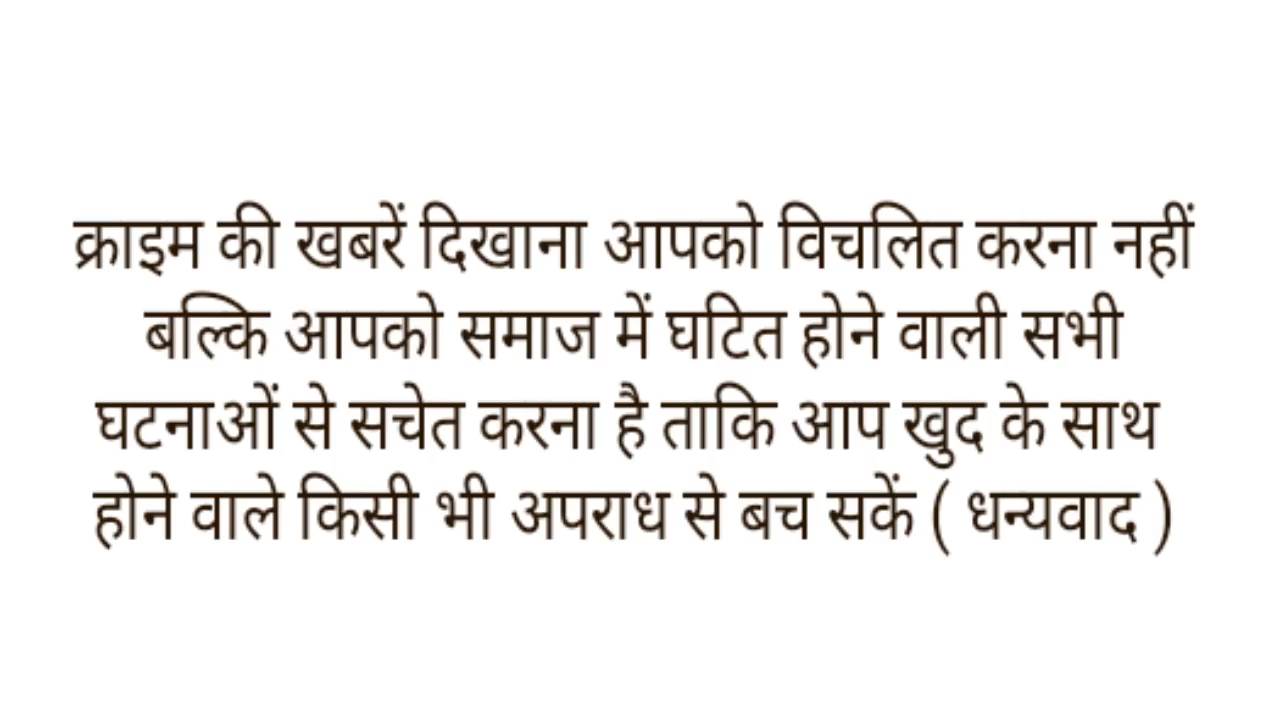 क्राइम की खबरें दिखाना आपको विचलित करना नहीं
बल्कि आपको समाज में घटित होने वाली सभी
घटनाओं से सचेत करना है ताकि आप खुद के साथ
होने वाले किसी भी अपराध से बच सकें ( धन्यवाद )